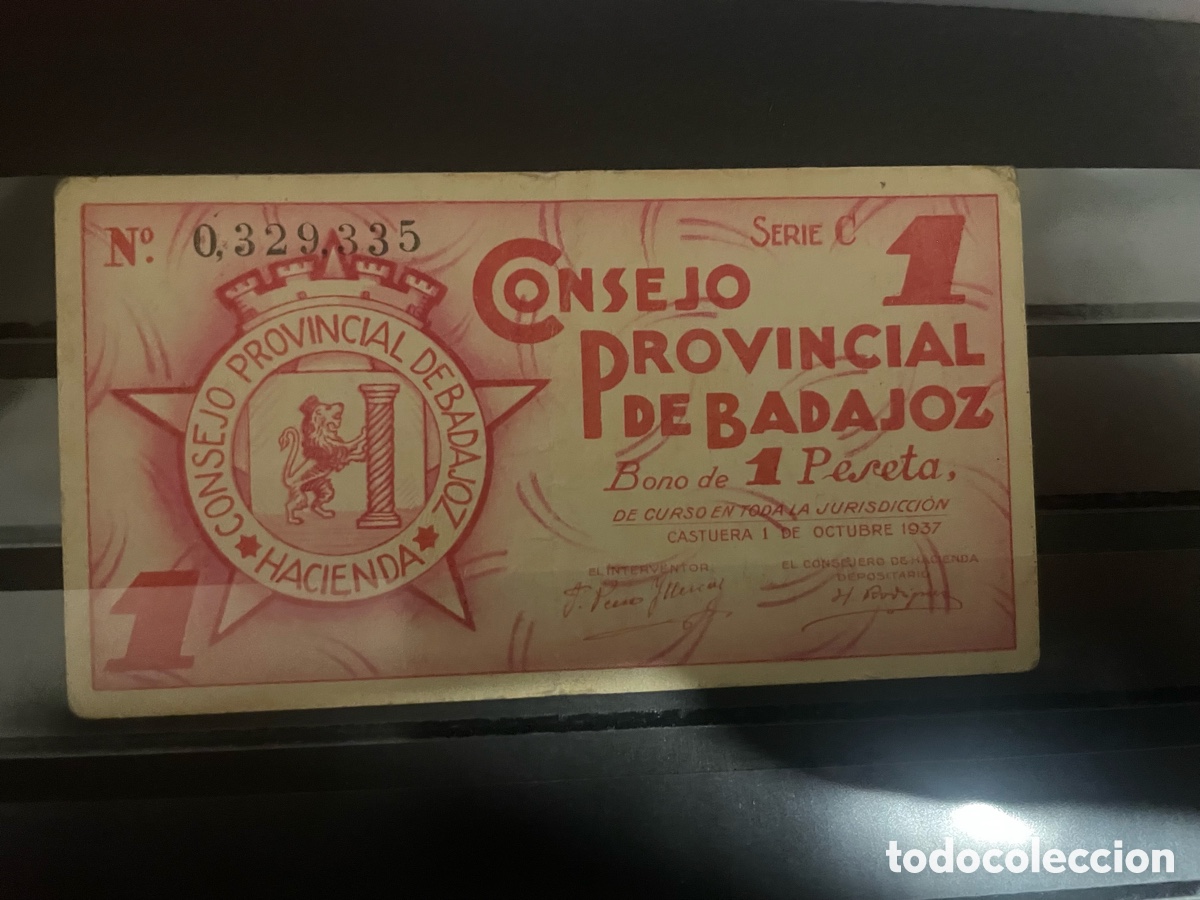 Nº. 0,329,335
SERIE C 1
CONSEJO
PROVINCIAL
DE BADAJOZ
Bono de 1 Peseta,
DE CURSO EN TODA LA JURISDICCIÓN
CASTUERA 1 DE OCTUBRE 1937
EL INTERVENTOR,
EL CONSEJERO DE HACIENDA
DEPOSITARIO
CONSEJO PROVINCIAL DE BADAJOZ
HACIENDA
1
todocoleccion